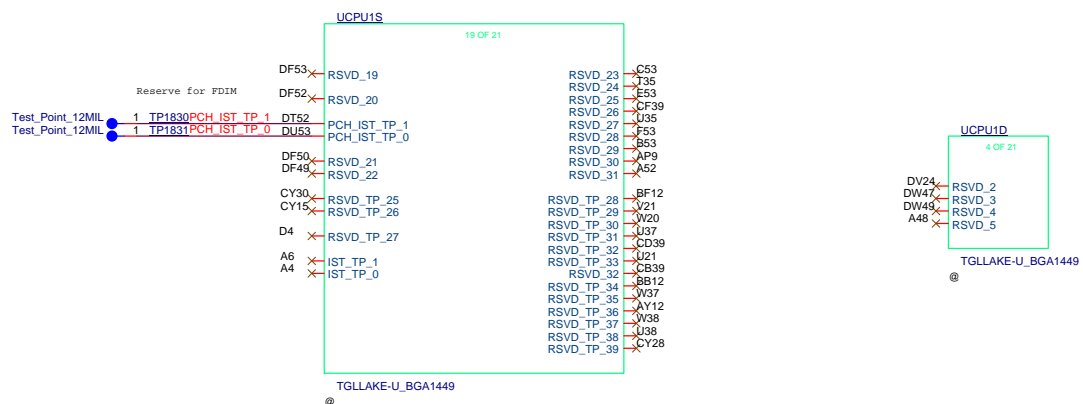 UCPU1S
19 OF 21
DF53 RSVD_19 RSVD_23 C53
RSVD_24 T35
Reserve for FDIM DF52 RSVD_20 RSVD_25 E53
RSVD_26 CF39
Test_Point_12MIL 1 TP1830 PCH_IST_TP_1 DT52 PCH_IST_TP_1 RSVD_27 U35
Test_Point_12MIL 1 TP1831 PCH_IST_TP_0 DU53 PCH_IST_TP_0 RSVD_28 F53
RSVD_29 B53
DF50 RSVD_21 RSVD_30 AP9
DF49 RSVD_22 RSVD_31 A52
CY30 RSVD_TP_25 RSVD_TP_28 BF12
CY15 RSVD_TP_26 RSVD_TP_29 V21
RSVD_TP_30 W20
D4 RSVD_TP_27 RSVD_TP_31 U37
RSVD_TP_32 CD39
A6 IST_TP_1 RSVD_TP_33 U21
A4 IST_TP_0 RSVD_32 CB39
RSVD_TP_34 BB12
RSVD_TP_35 W37
RSVD_TP_36 AY12
RSVD_TP_37 W38
RSVD_TP_38 U38
RSVD_TP_39 CY28
TGLLAKE-U_BGA1449
@
UCPU1D
4 OF 21
DV24 RSVD_2
DW47 RSVD_3
DW49 RSVD_4
A48 RSVD_5
TGLLAKE-U_BGA1449
@